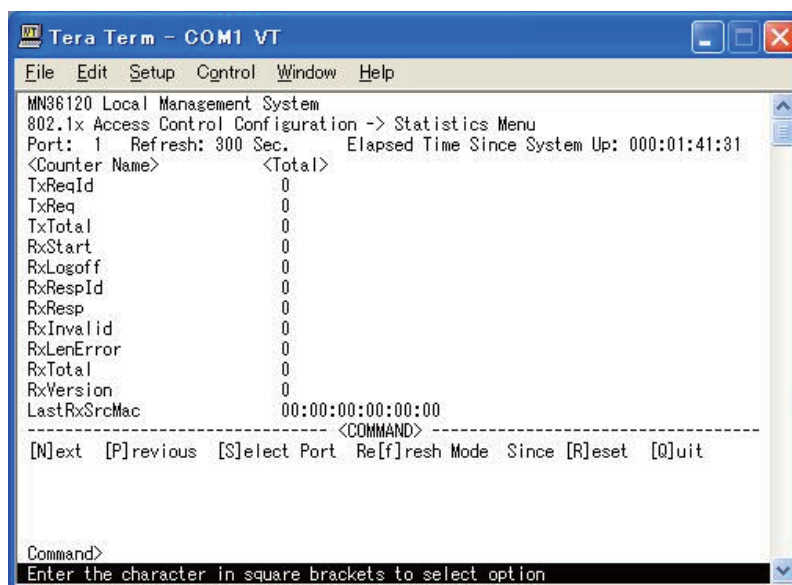 Tera Term - COM1 VT
File Edit Setup Control Window Help
MN36120 Local Management System
802.1x Access Control Configuration -> Statistics Menu
Port: 1 Refresh: 300 Sec. Elapsed Time Since System Up: 000:01:41:31
<Counter Name> <Total>
TxReqId 0
TxReq 0
TxTotal 0
RxStart 0
RxLogoff 0
RxRespId 0
RxResp 0
RxInvalid 0
RxLenError 0
RxTotal 0
RxVersion 0
LastRxSrcMac 00:00:00:00:00:00
--------------------------------- <COMMAND> ------------------------------------
[N]ext [P]revious [S]elect Port Re[f]resh Mode Since [R]eset [Q]uit
Command>
Enter the character in square brackets to select option